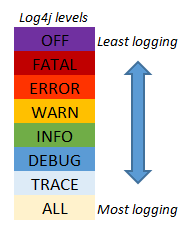 Log4j levels
OFF
Least logging
FATAL
ERROR
WARN
INFO
DEBUG
TRACE
ALL
Most logging